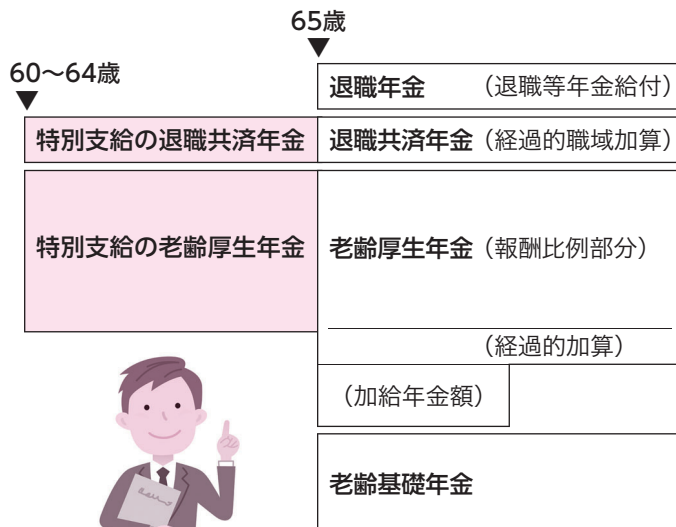 65歳
60〜64歳
退職年金 （退職等年金給付）
特別支給の退職共済年金 退職共済年金（経過的職域加算）
特別支給の老齢厚生年金 老齢厚生年金（報酬比例部分）
（経過的加算）
（加給年金額）
老齢基礎年金